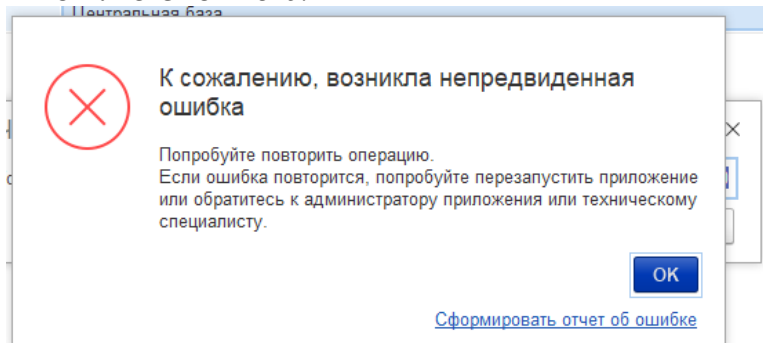 Центральная база
К сожалению, возникла непредвиденная
ошибка
Попробуйте повторить операцию.
Если ошибка повторится, попробуйте перезапустить приложение
или обратитесь к администратору приложения или техническому
специалисту.
OK
Сформировать отчет об ошибке